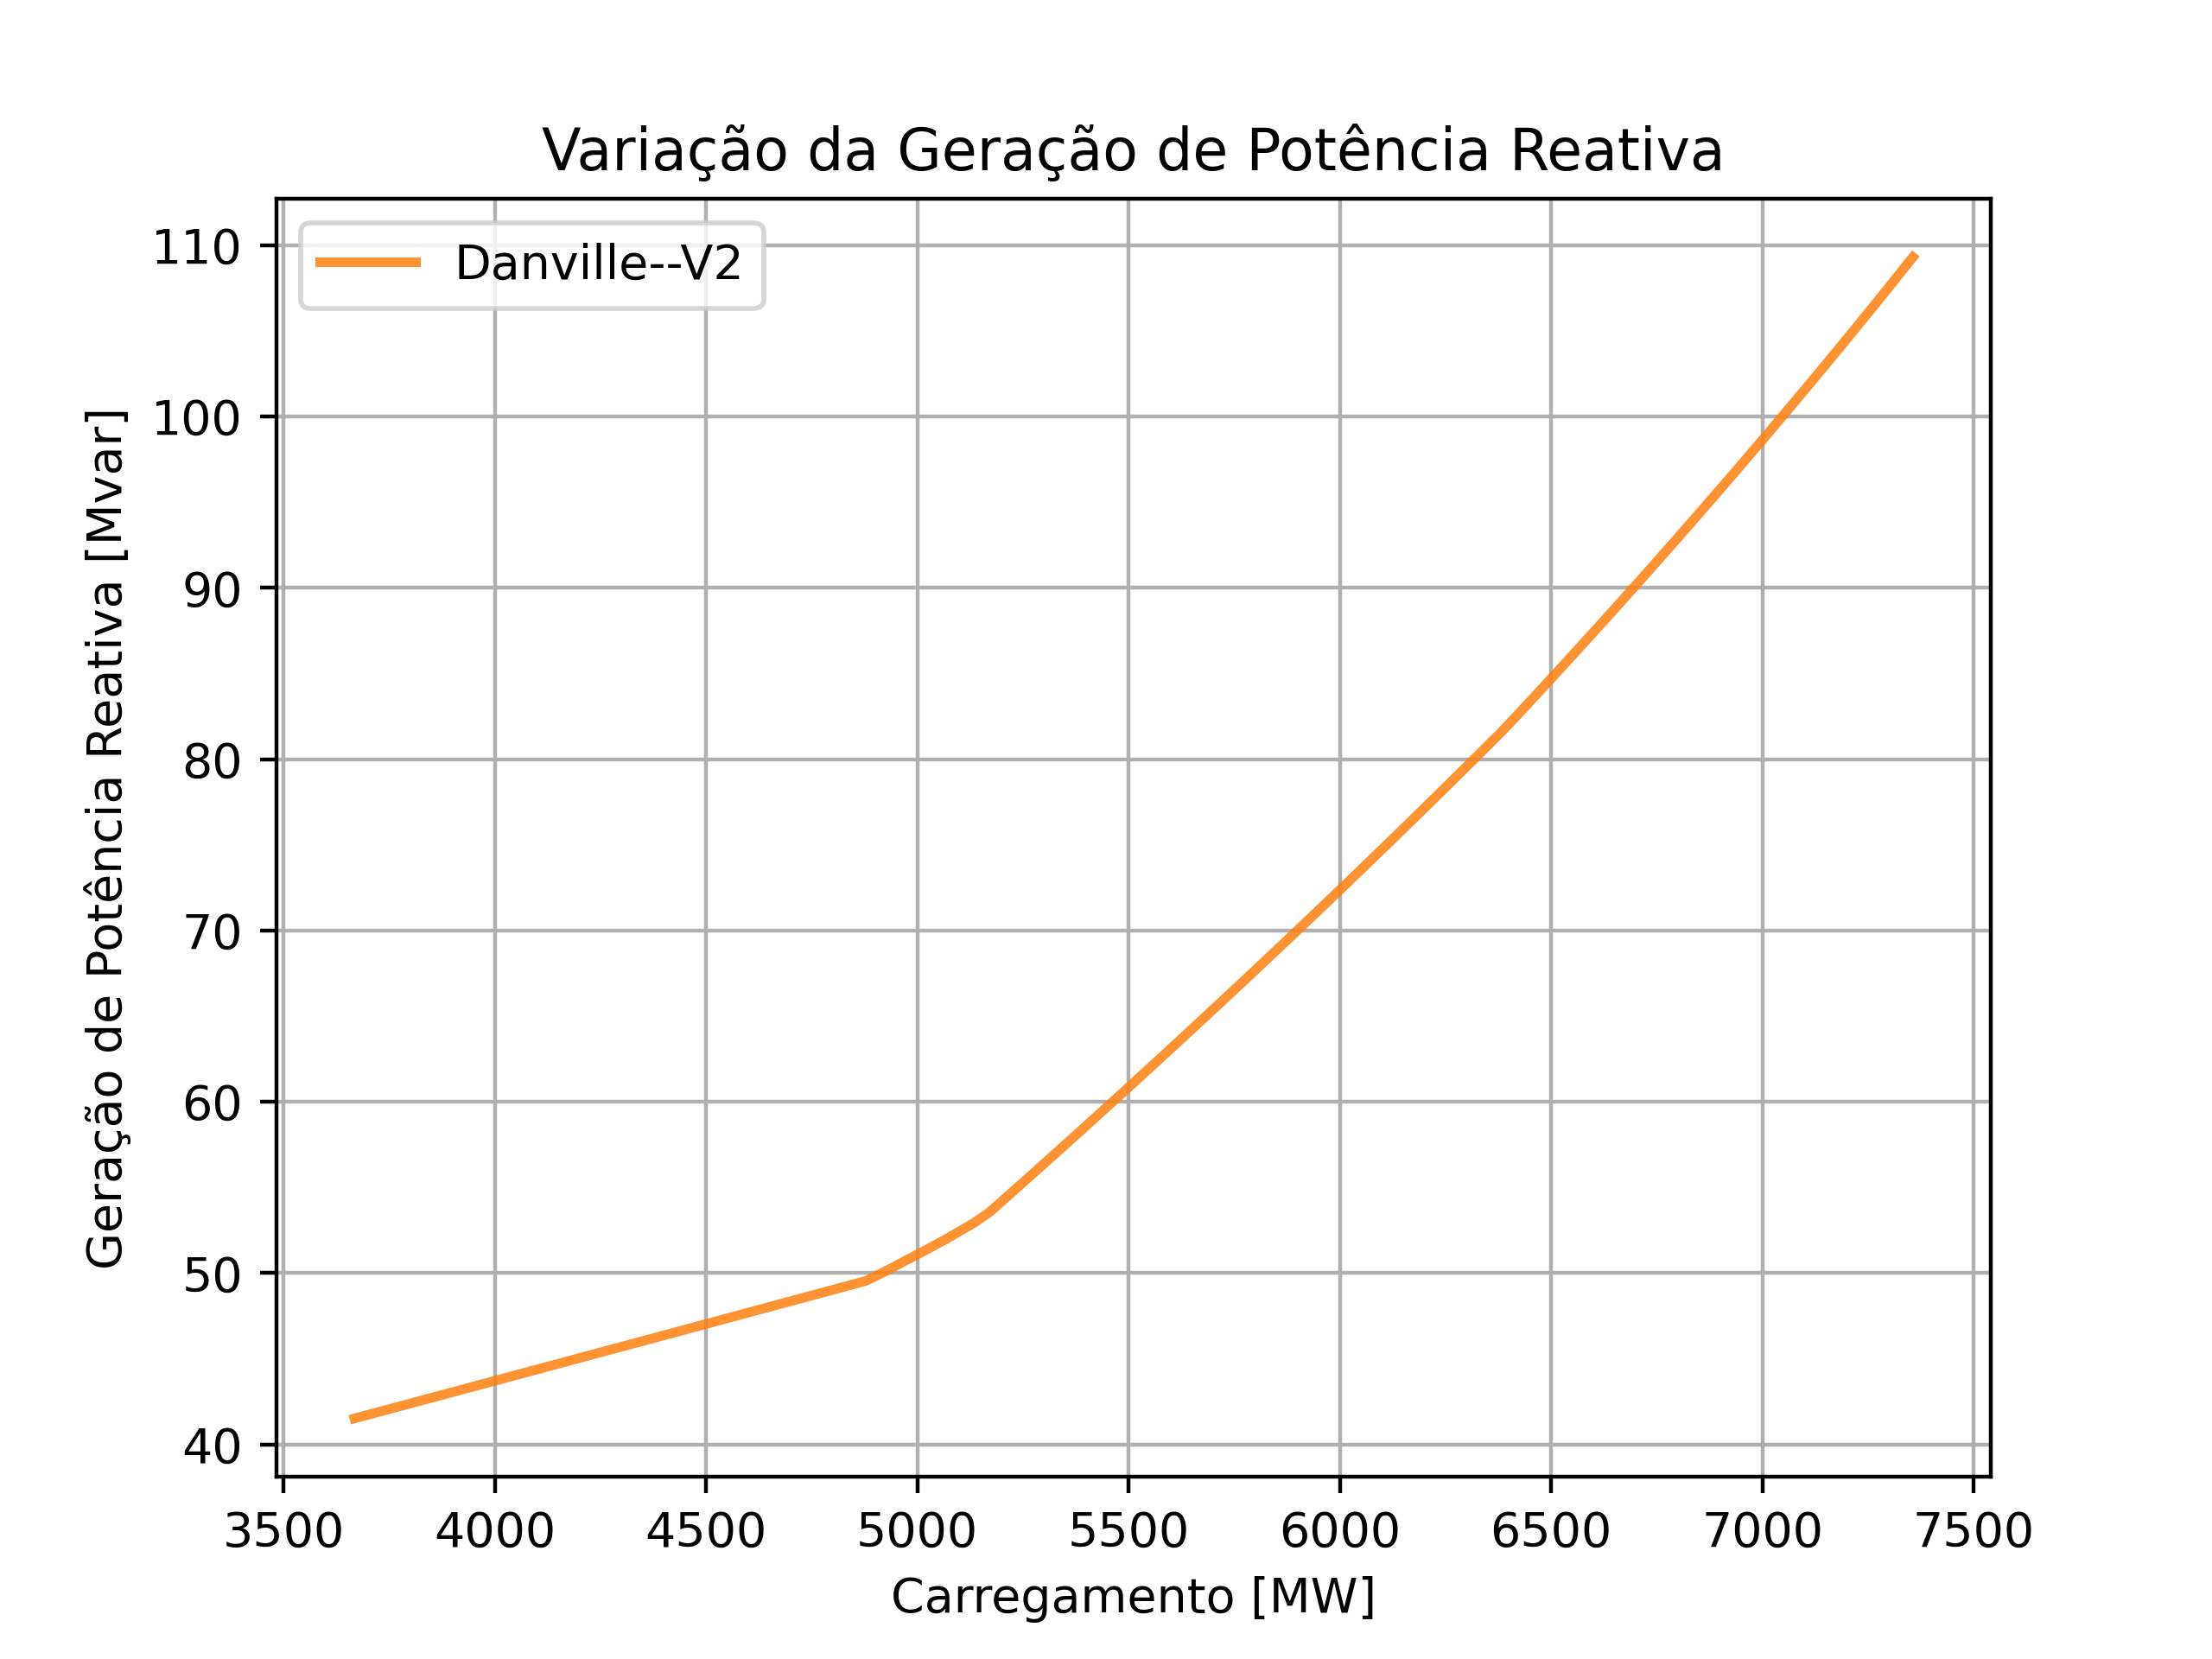 Variação da Geração de Potência Reativa
Danville--V2
Geração de Potência Reativa [Mvar]
110
100
90
80
70
60
50
40
3500 4000 4500 5000 5500 6000 6500 7000 7500
Carregamento [MW]